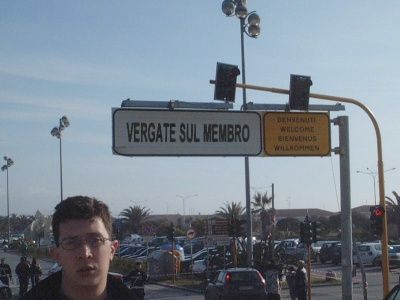 VERGATE SUL MEMBRO
BENVENUTI
WELCOME
BIENVENUS
WILLKOMMEN